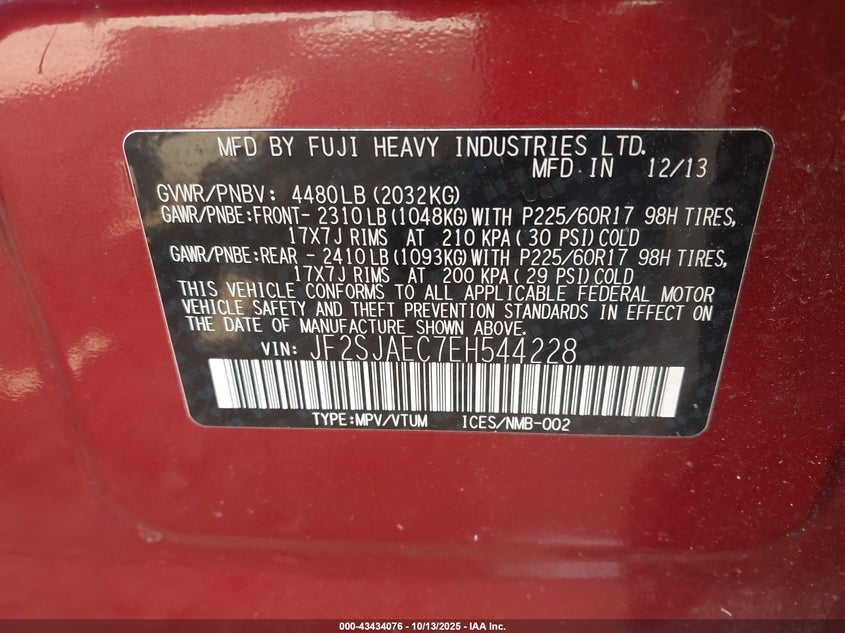 MFD BY FUJI HEAVY INDUSTRIES LTD.
MFD IN 12/13
GVWR/PNBV: 4480LB (2032KG)
GAWR/PNBE:FRONT- 2310 LB (1048KG) WITH P225/60R17 98H TIRES,
17X7J RIMS AT 210 KPA ( 30 PSI) COLD
GAWR/PNBE:REAR - 2410 LB (1093KG) WITH P225/60R17 98H TIRES,
17X7J RIMS AT 200 KPA ( 29 PSI) COLD
THIS VEHICLE CONFORMS TO ALL APPLICABLE FEDERAL MOTOR
VEHICLE SAFETY AND THEFT PREVENTION STANDARDS IN EFFECT ON
THE DATE OF MANUFACTURE SHOWN ABOVE.
VIN: JF2SJAEC7EH544228
TYPE:MPV/VTUM ICES/NMB-002
000-43434076 - 10/13/2025 - IAA Inc.